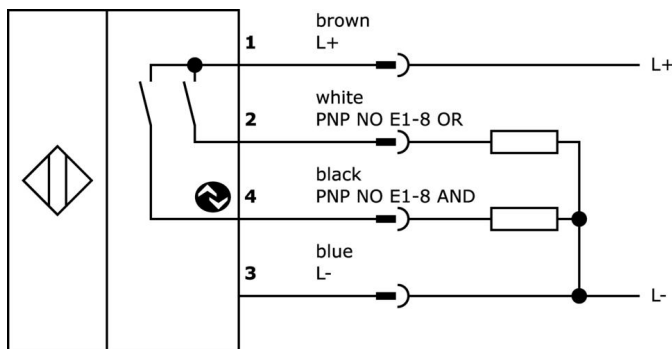 brown
1 L+
L+
white
2 PNP NO E1-8 OR
black
4 PNP NO E1-8 AND
blue
3 L-
L-